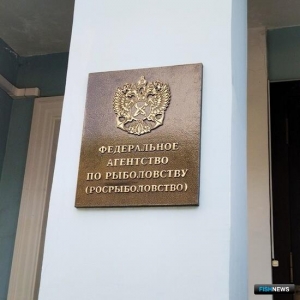 ФЕДЕРАЛЬНОЕ
АГЕНТСТВО
ПО РЫБОЛОВСТВУ
(РОСРЫБОЛОВСТВО)
FISHNEWS